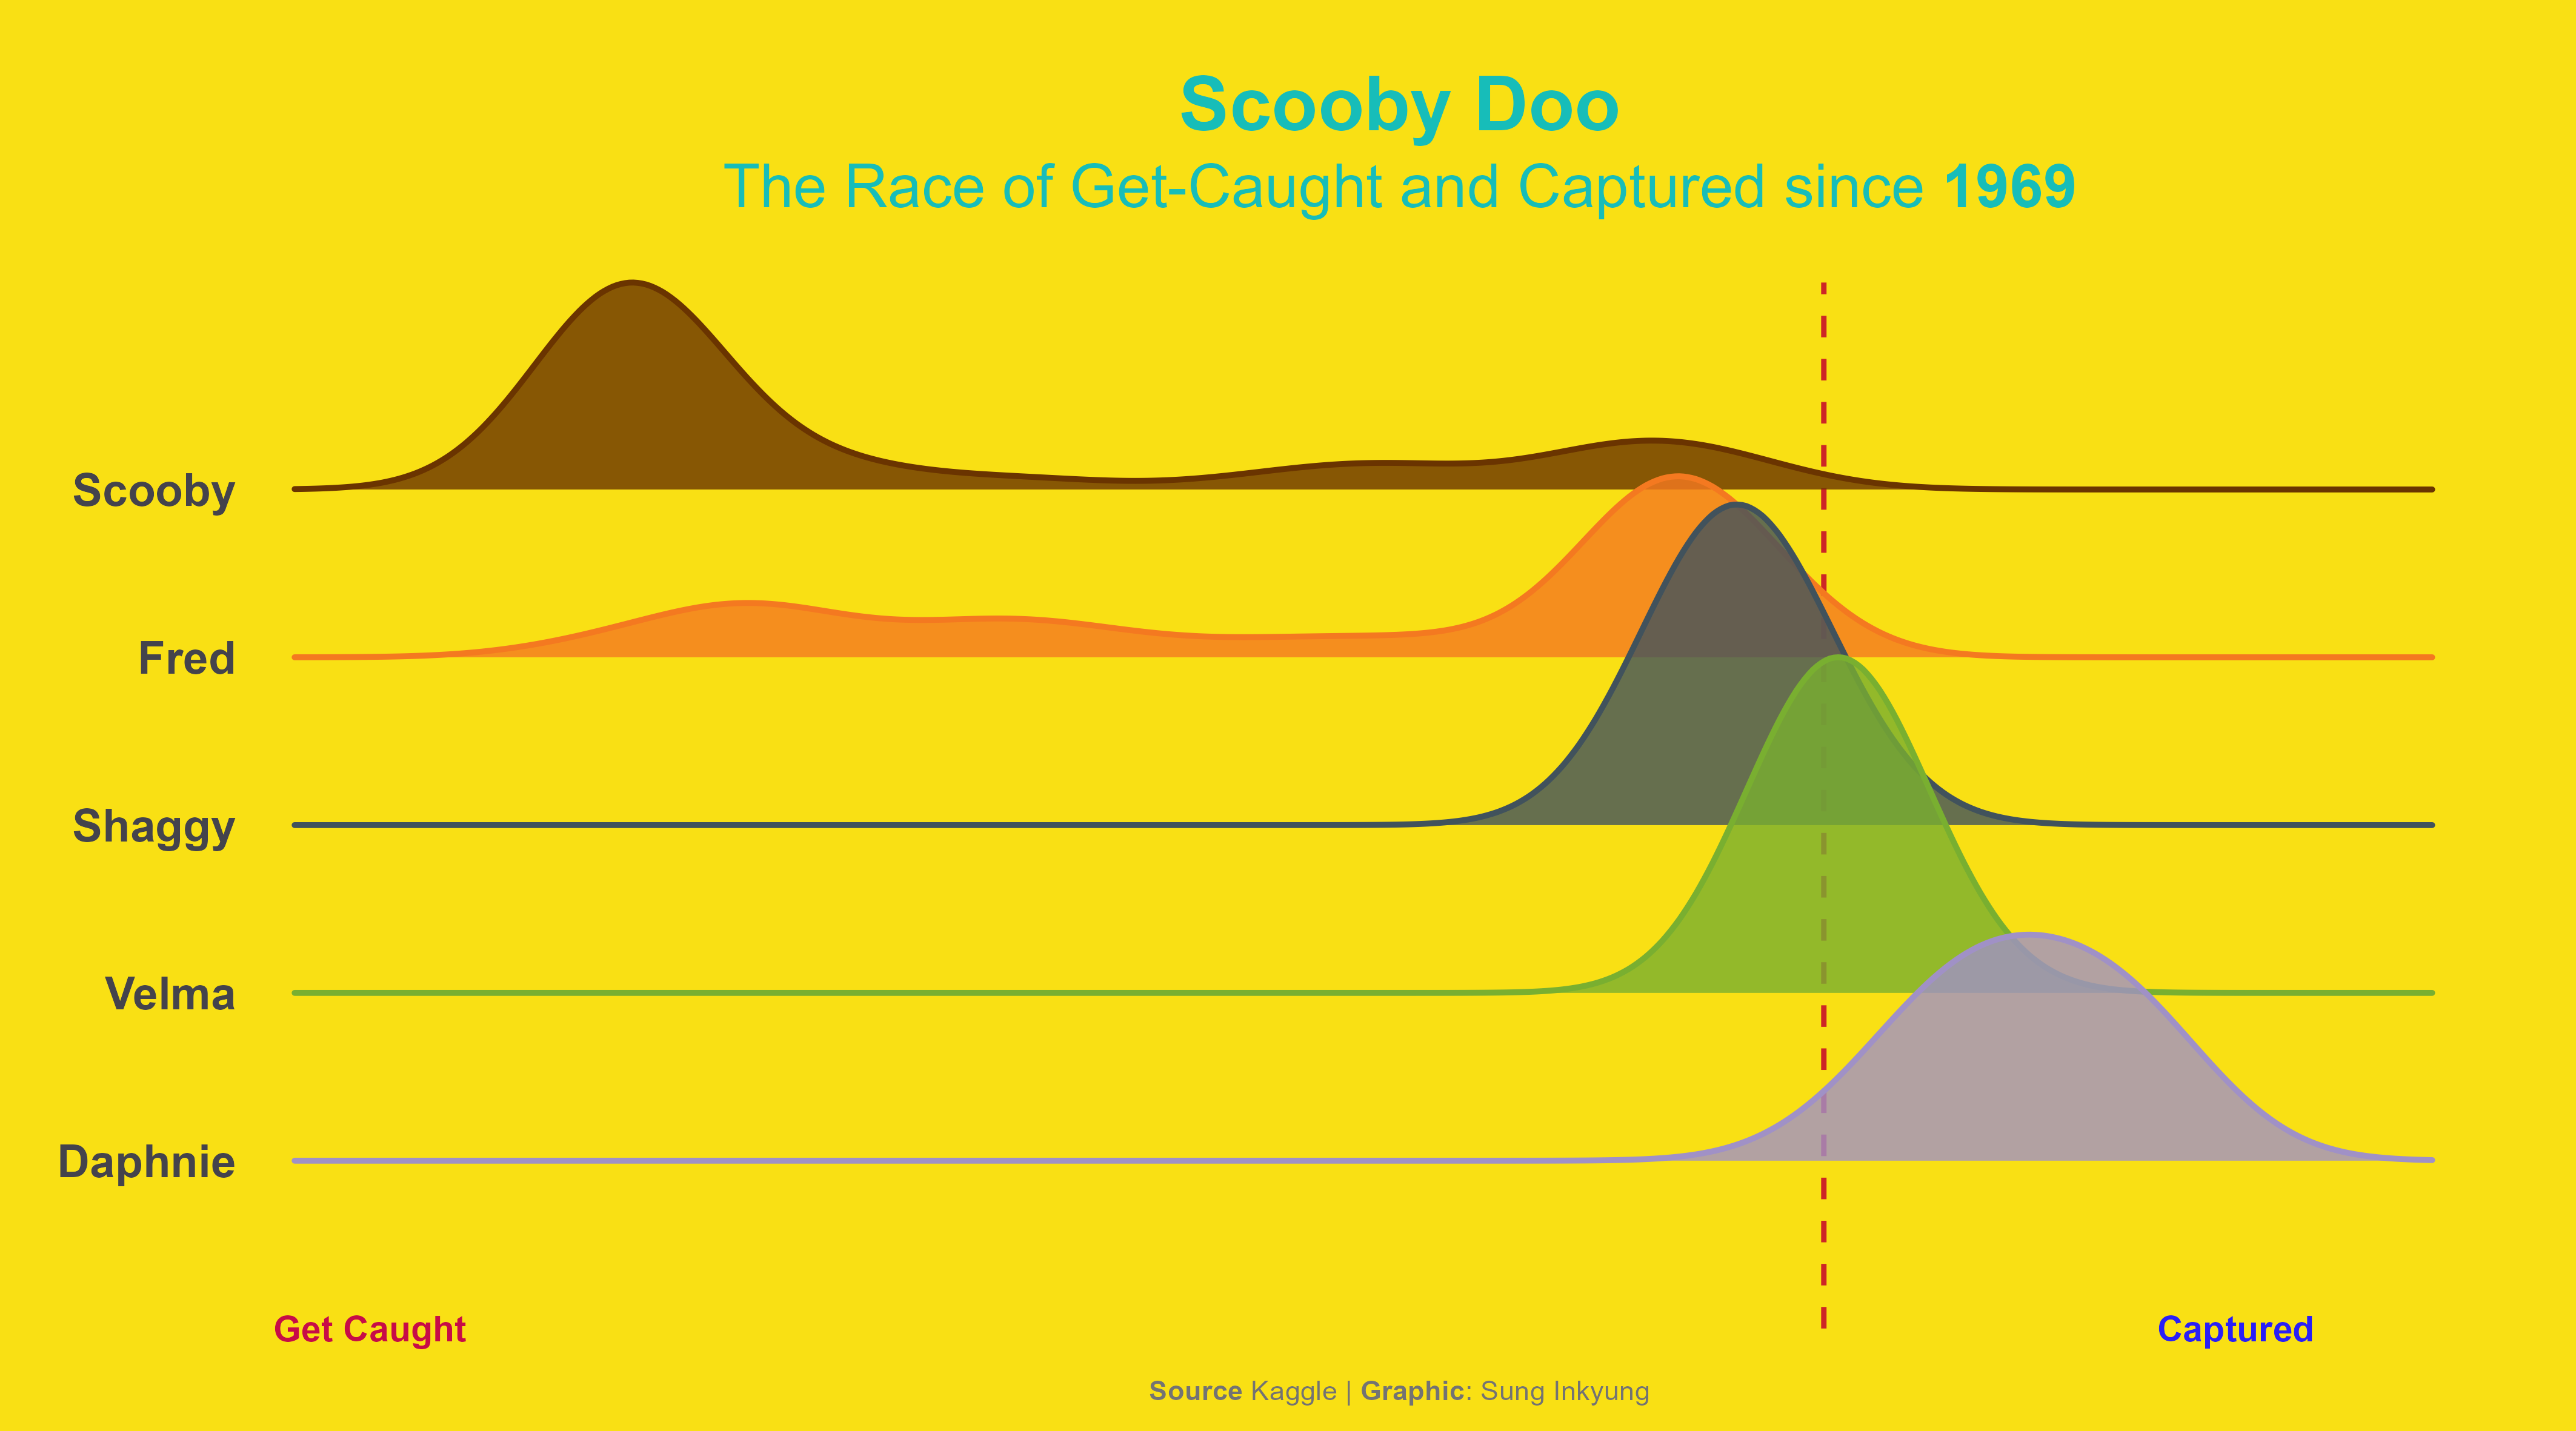 Scooby Doo
The Race of Get-Caught and Captured since 1969
Scooby
Fred
Shaggy
Velma
Daphnie
Get Caught
Captured
Source Kaggle | Graphic: Sung Inkyung